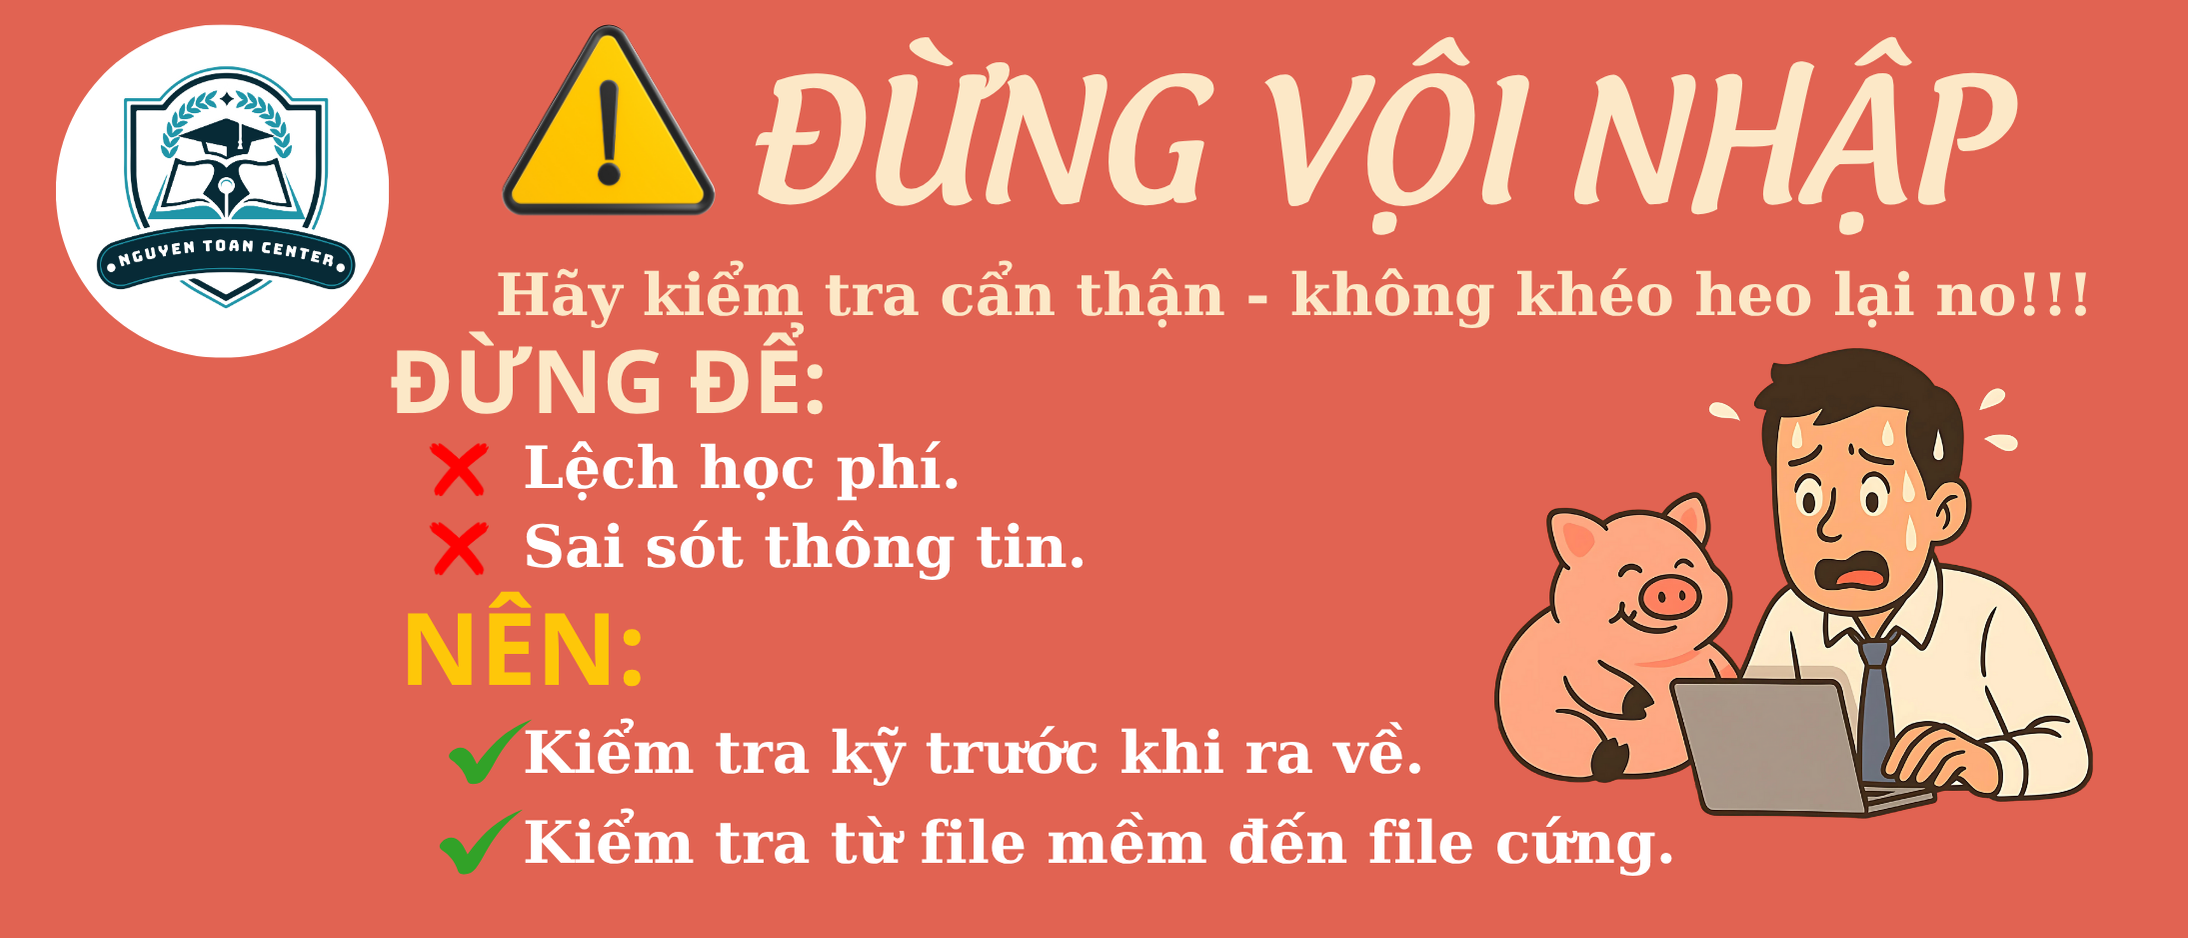 NGUYEN TOAN CENTER
ĐỪNG VỘI NHẬP
Hãy kiểm tra cẩn thận - không khéo heo lại no!!!
ĐỪNG ĐỂ:
Lệch học phí.
Sai sót thông tin.
NÊN:
Kiểm tra kỹ trước khi ra về.
Kiểm tra từ file mềm đến file cứng.